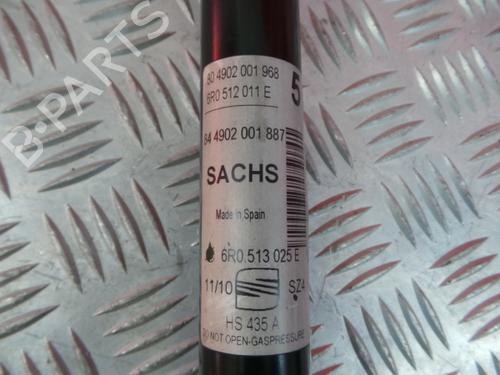 80 4902 001 968
6R0 512 011 E
5
84 4902 001 887
SACHS
Made in Spain
6R0 513 025 E
11/10
SZ4
HS 435 A
DO NOT OPEN-GASPRESSURE
B-PARTS